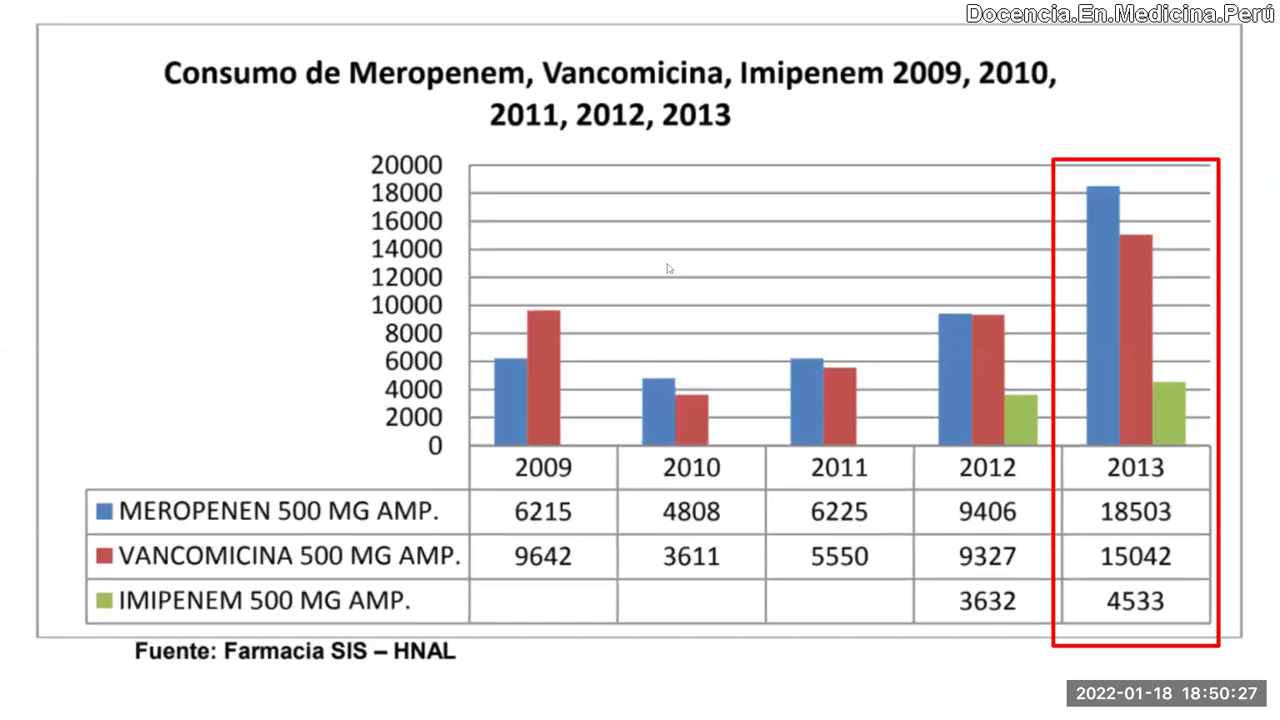 Docencia.En.Medicina.Perú
Consumo de Meropenem, Vancomicina, Imipenem 2009, 2010,
2011, 2012, 2013
20000
18000
16000
14000
12000
10000
8000
6000
4000
2000
0
2009 2010 2011 2012 2013
MEROPENEN 500 MG AMP. 6215 4808 6225 9406 18503
VANCOMICINA 500 MG AMP. 9642 3611 5550 9327 15042
IMIPENEM 500 MG AMP. 3632 4533
Fuente: Farmacia SIS – HNAL
2022-01-18 18:50:27